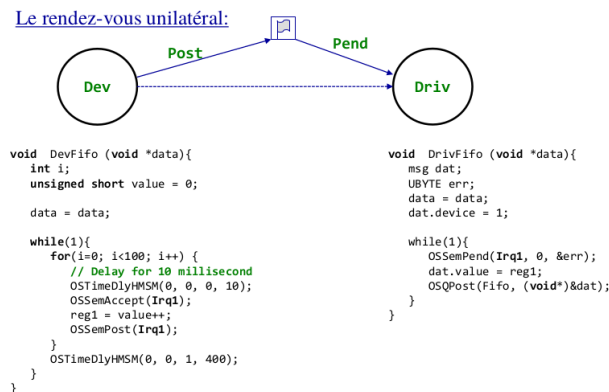 Le rendez-vous unilatéral:
Post
Pend
Dev
Driv
void DevFifo (void *data){
int i;
unsigned short value = 0;
data = data;
while(1){
for(i=0; i<100; i++) {
// Delay for 10 millisecond
OSTimeDlyHMSM(0, 0, 0, 10);
OSSemAccept(Irq1);
reg1 = value++;
OSSemPost(Irq1);
}
OSTimeDlyHMSM(0, 0, 1, 400);
}
}
void DrivFifo (void *data){
msg dat;
UBYTE err;
data = data;
dat.device = 1;
while(1){
OSSemPend(Irq1, 0, &err);
dat.value = reg1;
OSQPost(Fifo, (void*)&dat);
}
}